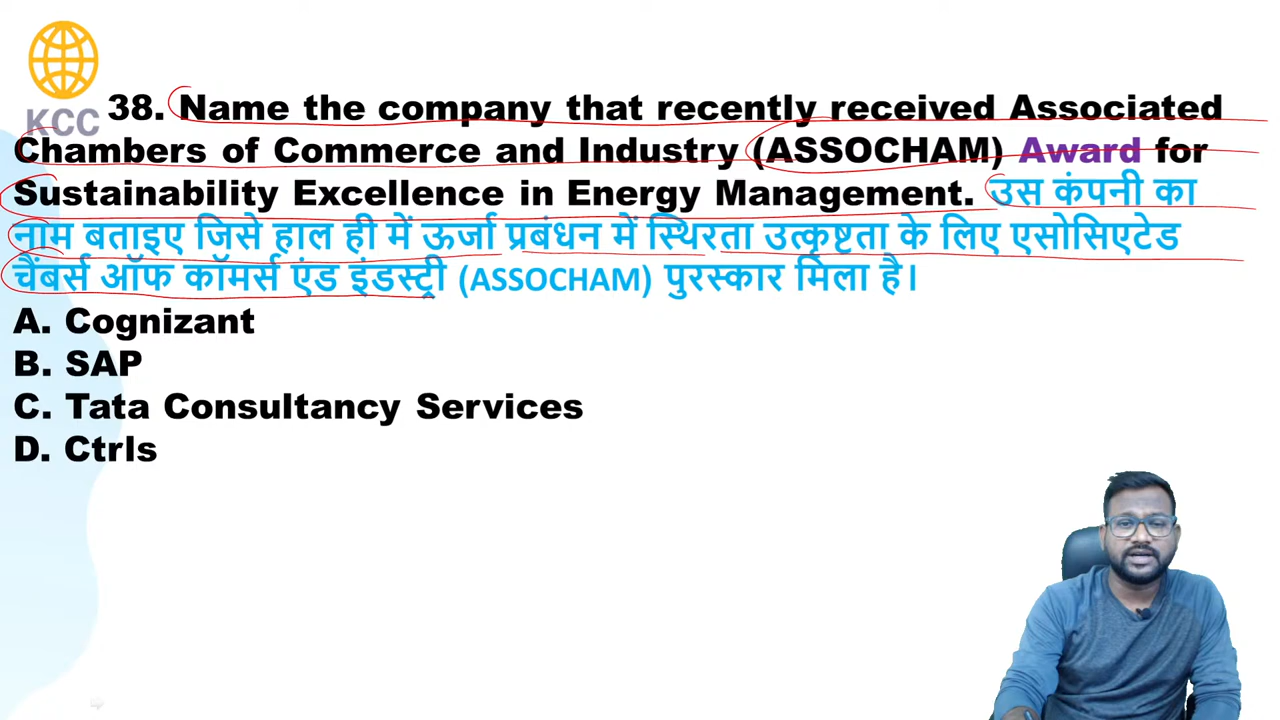 KCC
38. Name the company that recently received Associated
Chambers of Commerce and Industry (ASSOCHAM) Award for
Sustainability Excellence in Energy Management. उस कंपनी का
नाम बताइए जिसे हाल ही में ऊर्जा प्रबंधन में स्थिरता उत्कृष्टता के लिए एसोसिएटेड
चैंबर्स ऑफ कॉमर्स एंड इंडस्ट्री (ASSOCHAM) पुरस्कार मिला है।
A. Cognizant
B. SAP
C. Tata Consultancy Services
D. Ctrls